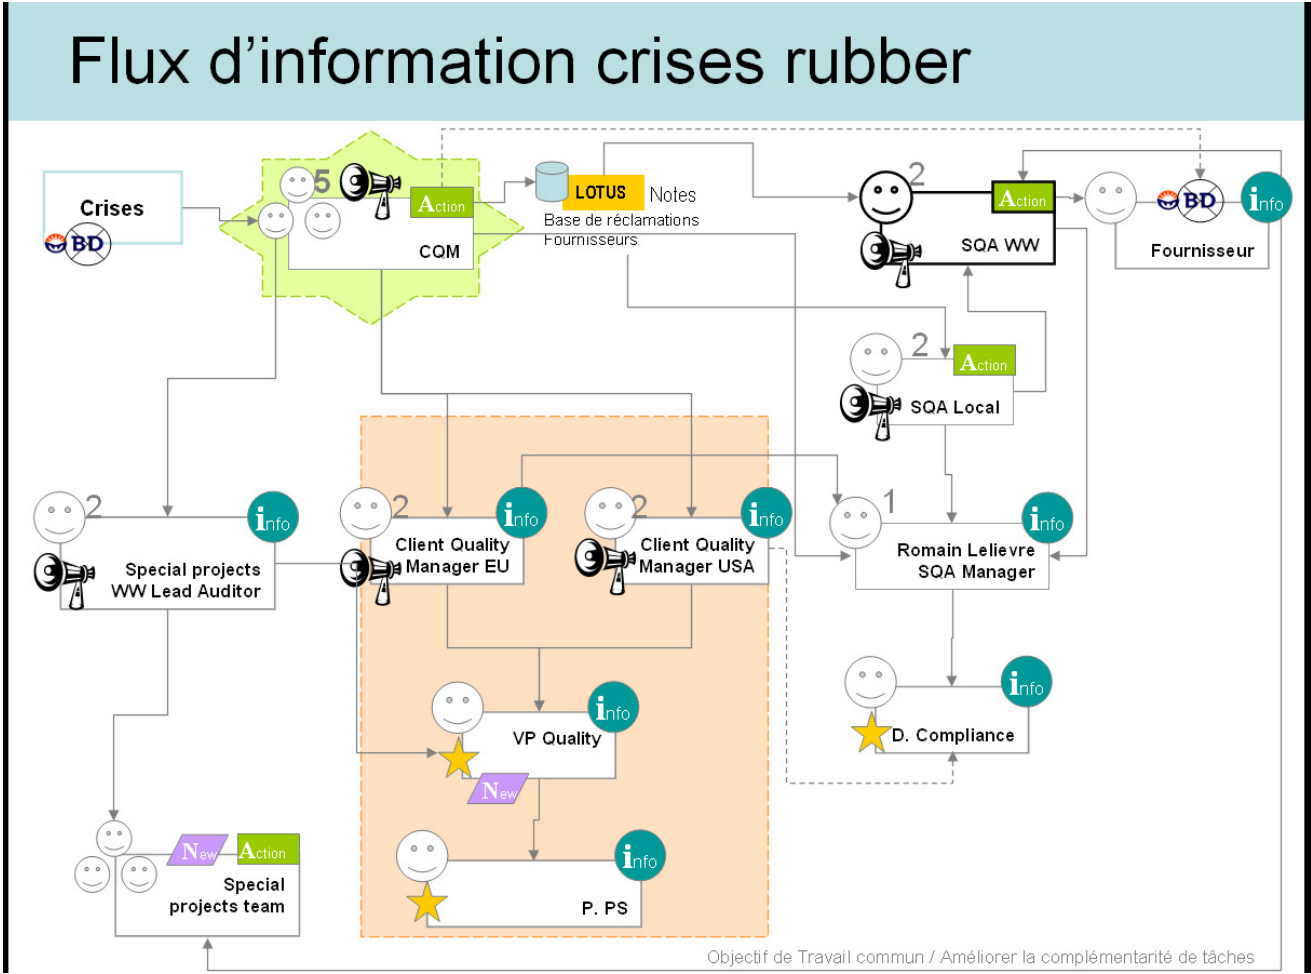 Flux d'information crises rubber
Crises
BD
5
Action
CQM
LOTUS Notes
Base de réclamations
Fournisseurs
2
Action
SQA WW
BD
info
Fournisseur
2
Action
SQA Local
2
info
Special projects
WW Lead Auditor
2
info
Client Quality
Manager EU
2
info
Client Quality
Manager USA
1
info
Romain Lelievre
SQA Manager
info
VP Quality
New
info
D. Compliance
New
Action
Special
projects team
info
P. PS
Objectif de Travail commun / Améliorer la complémentarité de tâches